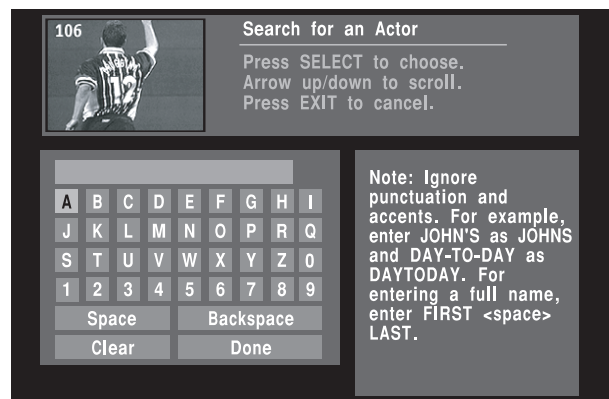 106
12
Search for an Actor
Press SELECT to choose.
Arrow up/down to scroll.
Press EXIT to cancel.
A B C D E F G H I
J K L M N O P R Q
S T U V W X Y Z 0
1 2 3 4 5 6 7 8 9
Space Backspace
Clear Done
Note: Ignore
punctuation and
accents. For example,
enter JOHN'S as JOHNS
and DAY-TO-DAY as
DAYTODAY. For
entering a full name,
enter FIRST <space>
LAST.